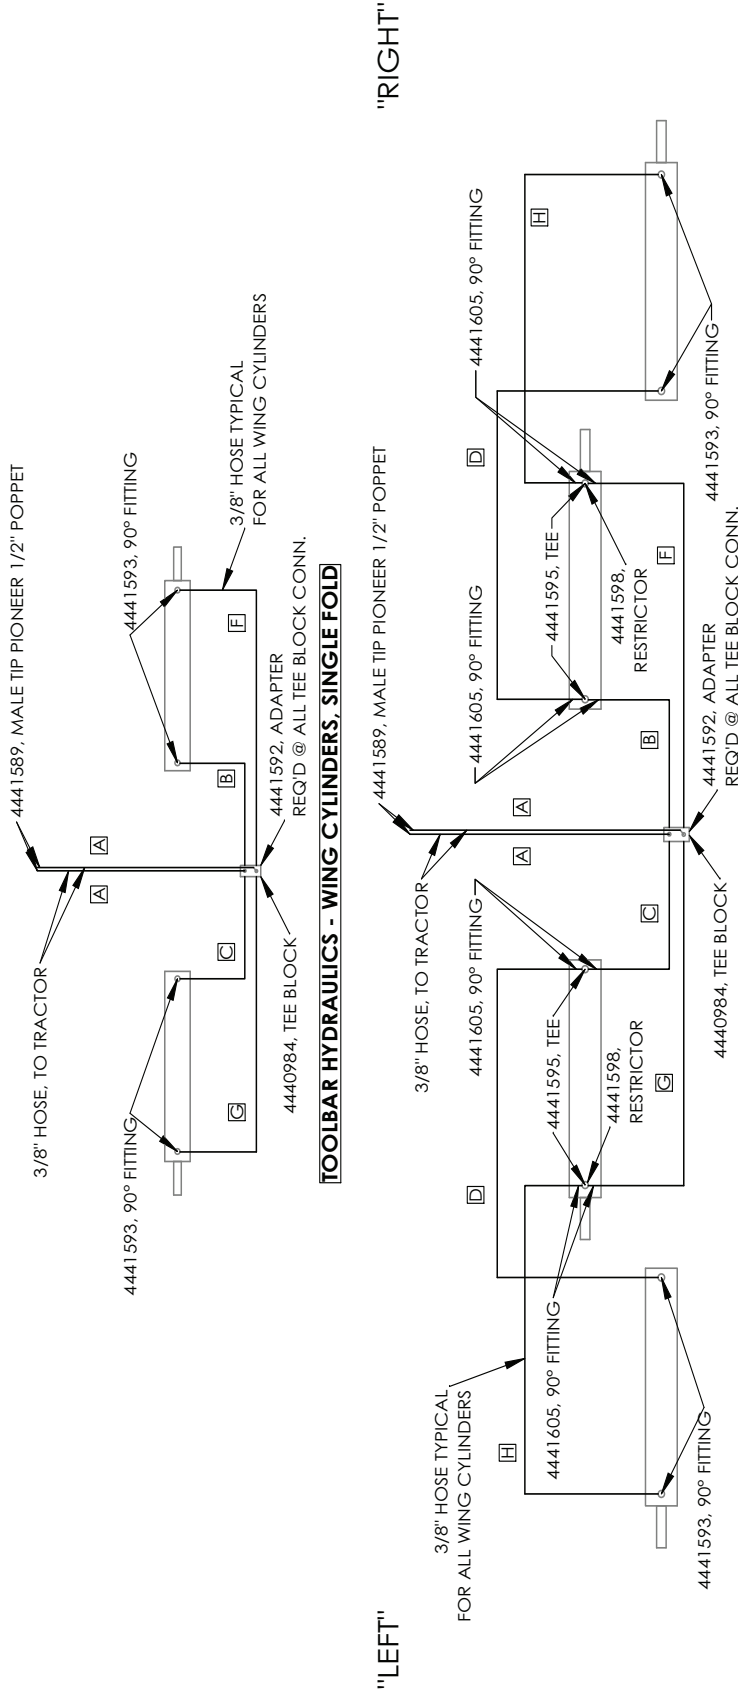 4441589, MALE TIP PIONEER 1/2" POPPET
3/8" HOSE, TO TRACTOR
A
A
4441593, 90° FITTING
4441593, 90° FITTING
C
B
G
F
3/8" HOSE TYPICAL
FOR ALL WING CYLINDERS
4440984, TEE BLOCK
4441592, ADAPTER
REQ'D @ ALL TEE BLOCK CONN.
TOOLBAR HYDRAULICS - WING CYLINDERS, SINGLE FOLD
"LEFT"
"RIGHT"
4441589, MALE TIP PIONEER 1/2" POPPET
3/8" HOSE, TO TRACTOR
A
A
3/8" HOSE TYPICAL
FOR ALL WING CYLINDERS
D
D
4441605, 90° FITTING
4441605, 90° FITTING
4441605, 90° FITTING
H
H
4441605, 90° FITTING
4441595, TEE
4441595, TEE
4441598,
RESTRICTOR
4441598,
RESTRICTOR
C
B
G
F
4441593, 90° FITTING
4441593, 90° FITTING
4440984, TEE BLOCK
4441592, ADAPTER
REQ'D @ ALL TEE BLOCK CONN.